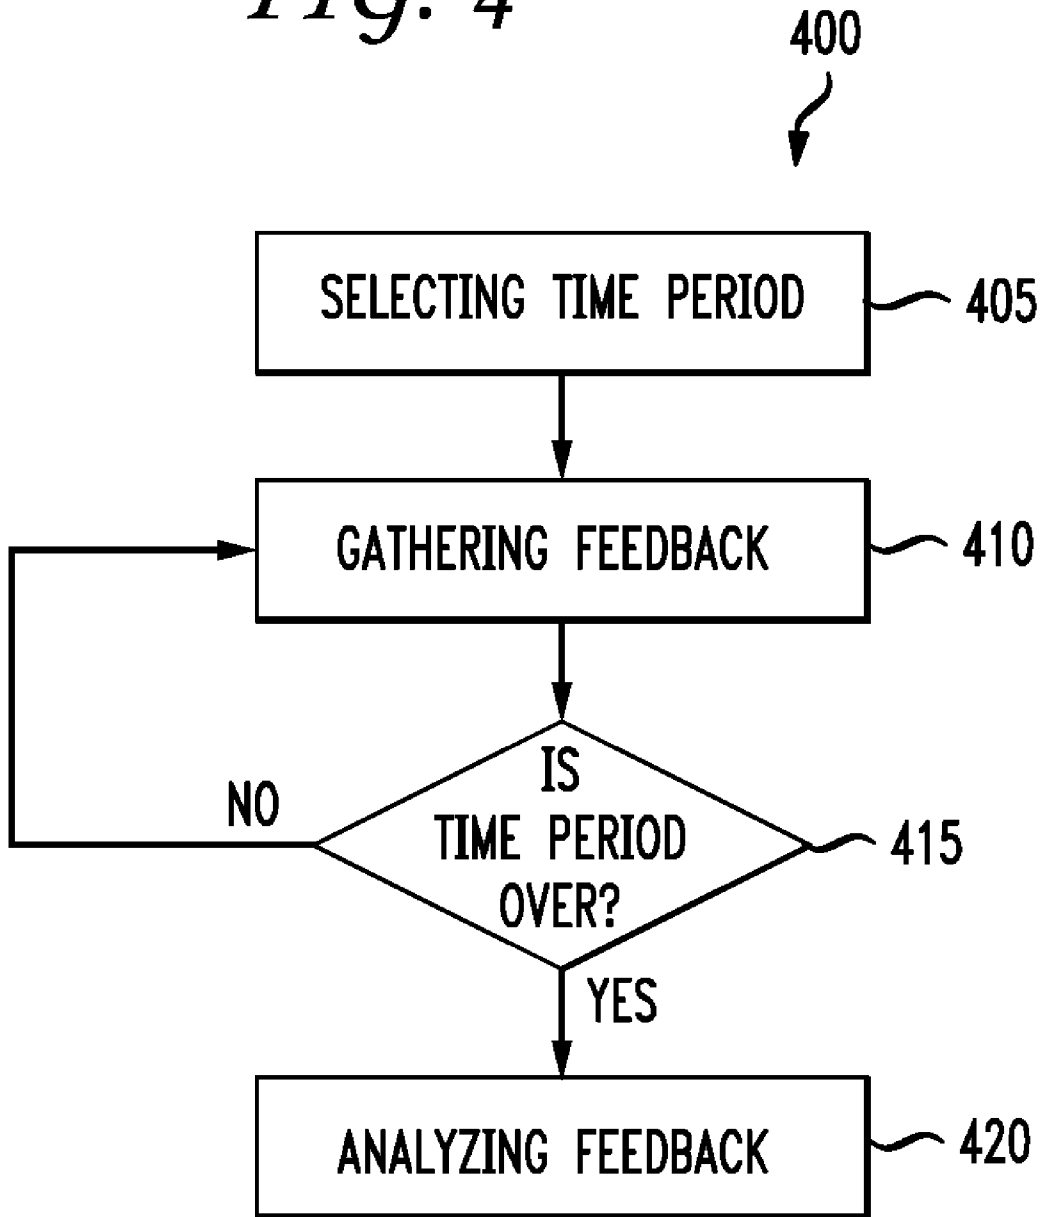 FIG. 4
400
SELECTING TIME PERIOD
405
GATHERING FEEDBACK
410
IS
TIME PERIOD
OVER?
NO
415
YES
ANALYZING FEEDBACK
420